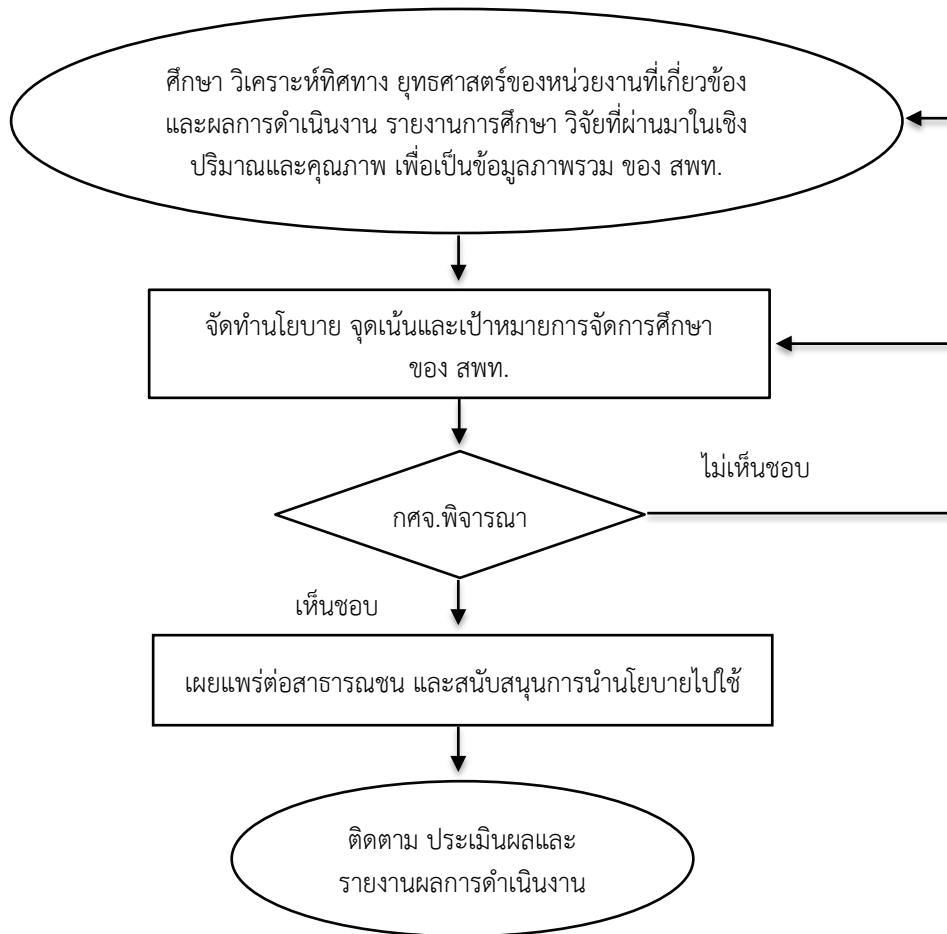 ศึกษา วิเคราะห์ทิศทาง ยุทธศาสตร์ของหน่วยงานที่เกี่ยวข้อง
และผลการดำเนินงาน รายงานการศึกษา วิจัยที่ผ่านมาในเชิง
ปริมาณและคุณภาพ เพื่อเป็นข้อมูลภาพรวม ของ สพท.
จัดทำนโยบาย จุดเน้นและเป้าหมายการจัดการศึกษา
ของ สพท.
ไม่เห็นชอบ
กศจ.พิจารณา
เห็นชอบ
เผยแพร่ต่อสาธารณชน และสนับสนุนการนำนโยบายไปใช้
ติดตาม ประเมินผลและ
รายงานผลการดำเนินงาน